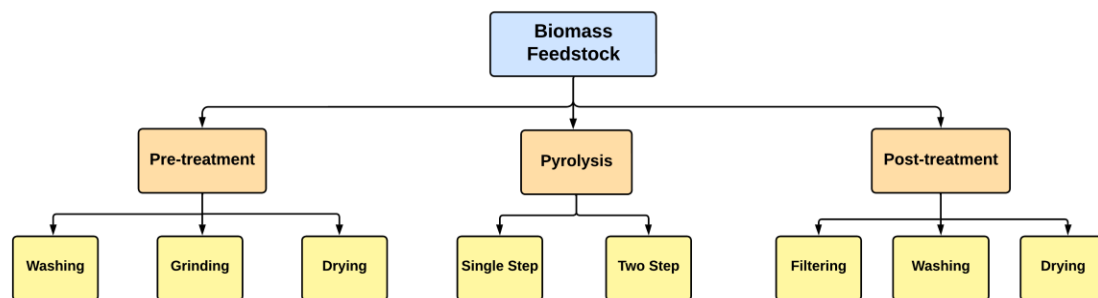 Biomass
Feedstock
Pre-treatment
Pyrolysis
Post-treatment
Washing
Grinding
Drying
Single Step
Two Step
Filtering
Washing
Drying